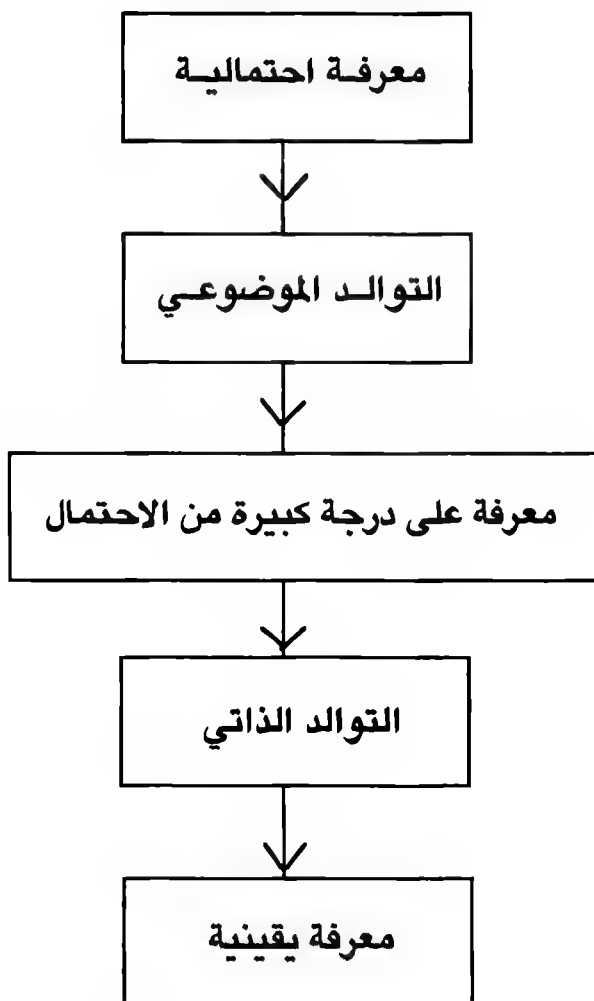 معرفة احتمالية
التوالد الموضوعي
معرفة على درجة كبيرة من الاحتمال
التوالد الذاتي
معرفة يقينية